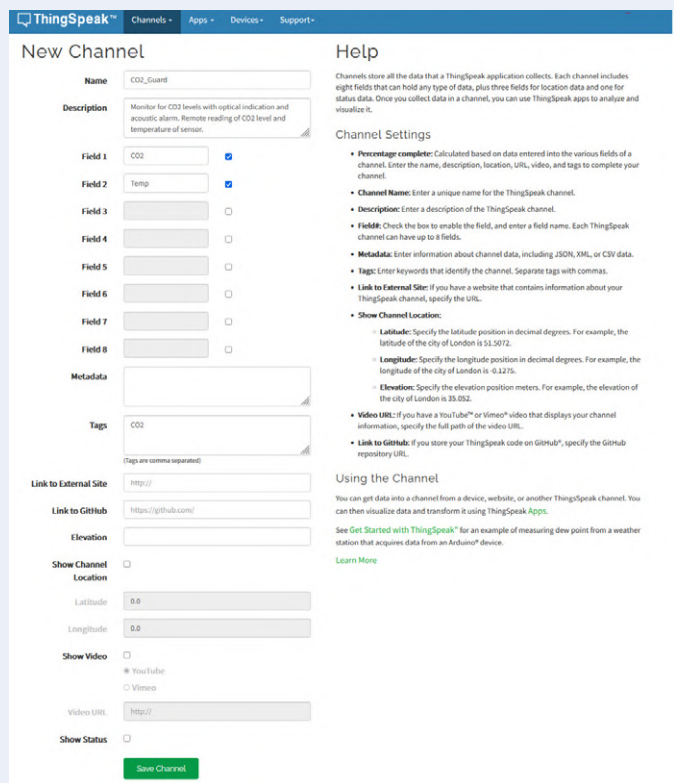 ThingSpeak™
Channels
Apps
Devices
Support
New Channel
Name
CO2_Guard
Description
Monitor for CO2 levels with optical indication and
acoustic alarm. Remote reading of CO2 level and
temperature of sensor.
Field 1
CO2
Field 2
Temp
Field 3
Field 4
Field 5
Field 6
Field 7
Field 8
Metadata
Tags
CO2
(Tags are comma separated)
Link to External Site
http://
Link to GitHub
https://github.com/
Elevation
Show Channel
Location
Latitude
0.0
Longitude
0.0
Show Video
YouTube
Vimeo
Video URL
http://
Show Status
Save Channel
Help
Channels store all the data that a ThingSpeak application collects. Each channel includes
eight fields that can hold any type of data, plus three fields for location data and one for
status data. Once you collect data in a channel, you can use ThingSpeak apps to analyze and
visualize it.
Channel Settings
• Percentage complete: Calculated based on data entered into the various fields of a
channel. Enter the name, description, location, URL, video, and tags to complete your
channel.
• Channel Name: Enter a unique name for the ThingSpeak channel.
• Description: Enter a description of the ThingSpeak channel.
• Field#: Check the box to enable the field, and enter a field name. Each ThingSpeak
channel can have up to 8 fields.
• Metadata: Enter information about channel data, including JSON, XML, or CSV data.
• Tags: Enter keywords that identify the channel. Separate tags with commas.
• Link to External Site: If you have a website that contains information about your
ThingSpeak channel, specify the URL.
• Show Channel Location:
Latitude: Specify the latitude position in decimal degrees. For example, the
latitude of the city of London is 51.5072.
Longitude: Specify the longitude position in decimal degrees. For example, the
longitude of the city of London is -0.1275.
Elevation: Specify the elevation position meters. For example, the elevation of
the city of London is 35.052.
• Video URL: If you have a YouTube™ or Vimeo® video that displays your channel
information, specify the full path of the video URL.
• Link to GitHub: If you store your ThingSpeak code on GitHub®, specify the GitHub
repository URL.
Using the Channel
You can get data into a channel from a device, website, or another ThingsSpeak channel. You
can then visualize data and transform it using ThingSpeak Apps.
See Get Started with ThingSpeak™ for an example of measuring dew point from a weather
station that acquires data from an Arduino® device.
Learn More